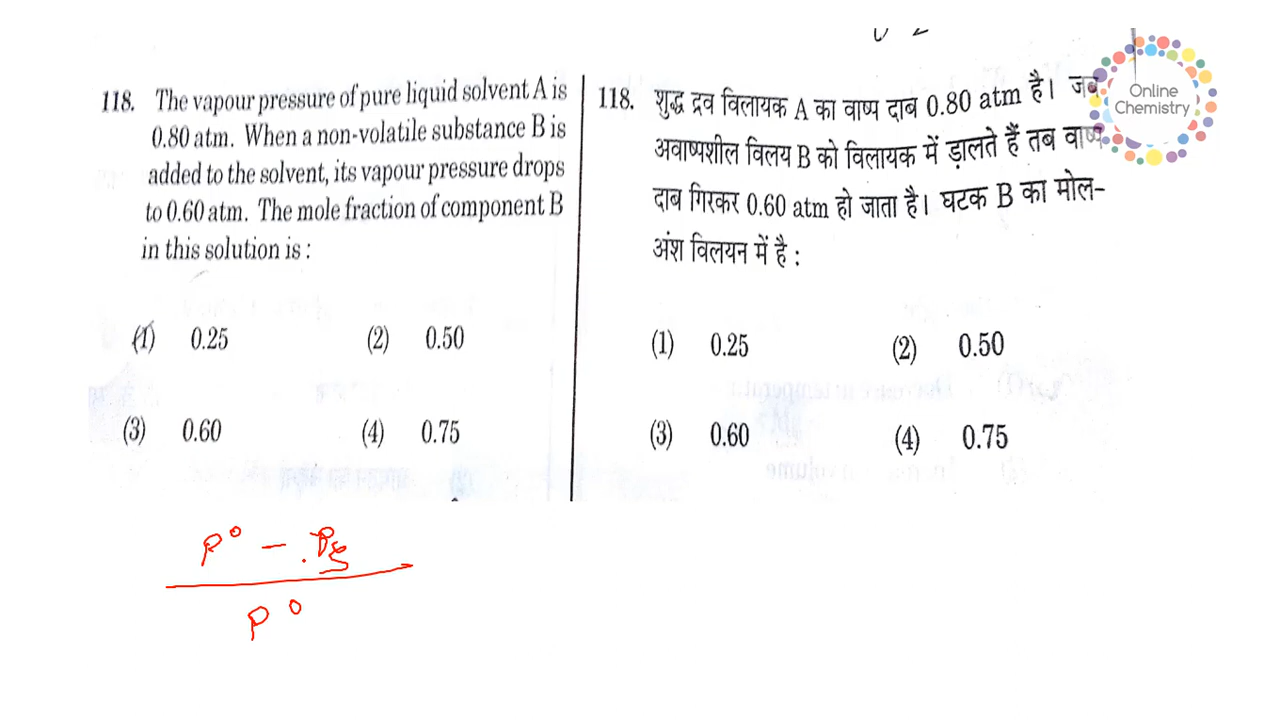 Online
Chemistry
118. The vapour pressure of pure liquid solvent A is
0.80 atm. When a non-volatile substance B is
added to the solvent, its vapour pressure drops
to 0.60 atm. The mole fraction of component B
in this solution is :
(1) 0.25 (2) 0.50
(3) 0.60 (4) 0.75
118. शुद्ध द्रव विलायक A का वाष्प दाब 0.80 atm है। जब
अवाष्पशील विलय B को विलायक में ड़ालते हैं तब वाष्प
दाब गिरकर 0.60 atm हो जाता है। घटक B का मोल-
अंश विलयन में है :
(1) 0.25 (2) 0.50
(3) 0.60 (4) 0.75
P° - Ps
P°